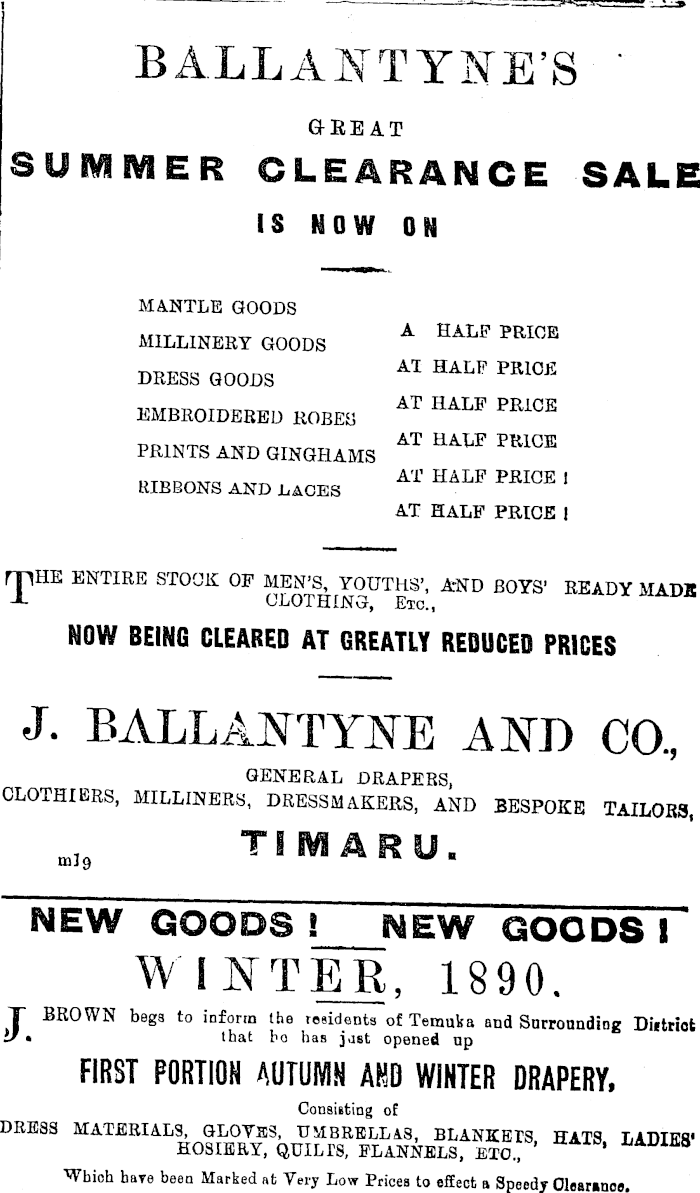 BALLANTYNE'S
GREAT
SUMMER CLEARANCE SALE
IS NOW ON
MANTLE GOODS
A HALF PRICE
MILLINERY GOODS
AT HALF PRICE
DRESS GOODS
AT HALF PRICE
EMBROIDERED ROBES
AT HALF PRICE
PRINTS AND GINGHAMS
AT HALF PRICE !
RIBBONS AND LACES
AT HALF PRICE !
THE ENTIRE STOCK OF MEN'S, YOUTHS', AND BOYS' READY MADE
CLOTHING, ETC.,
NOW BEING CLEARED AT GREATLY REDUCED PRICES
J. BALLANTYNE AND CO.,
GENERAL DRAPERS,
CLOTHIERS, MILLINERS, DRESSMAKERS, AND BESPOKE TAILORS,
TIMARU.
m19
NEW GOODS! NEW GOODS!
WINTER, 1890.
J. BROWN begs to inform the residents of Temuka and Surrounding District
that he has just opened up
FIRST PORTION AUTUMN AND WINTER DRAPERY,
Consisting of
DRESS MATERIALS, GLOVES, UMBRELLAS, BLANKETS, HATS, LADIES'
HOSIERY, QUILTS, FLANNELS, ETC.,
Which have been Marked at Very Low Prices to effect a Speedy Clearance.